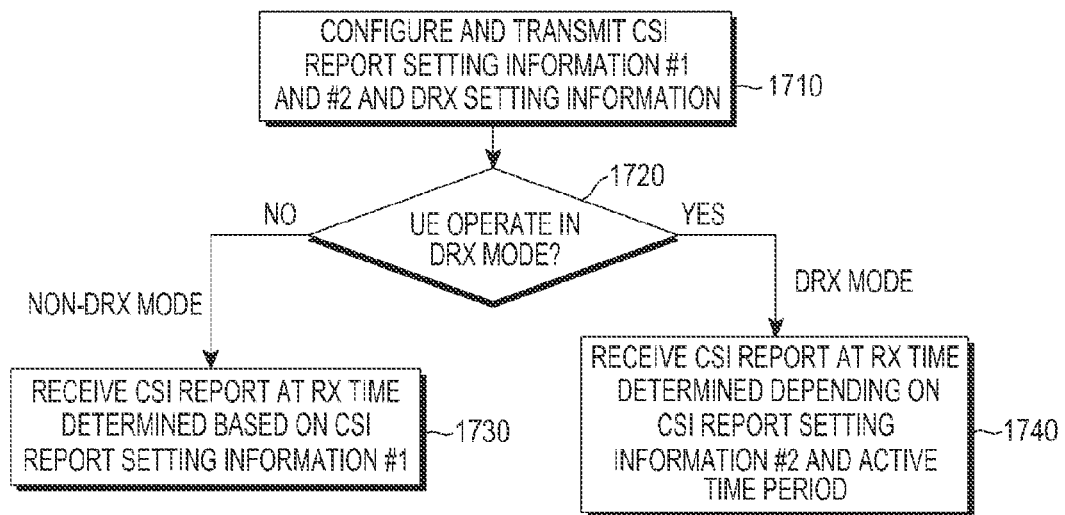 CONFIGURE AND TRANSMIT CSI
REPORT SETTING INFORMATION #1
AND #2 AND DRX SETTING INFORMATION
1710
1720
NO
UE OPERATE IN
DRX MODE?
YES
NON-DRX MODE
DRX MODE
RECEIVE CSI REPORT AT RX TIME
DETERMINED BASED ON CSI
REPORT SETTING INFORMATION #1
1730
RECEIVE CSI REPORT AT RX TIME
DETERMINED DEPENDING ON
CSI REPORT SETTING
INFORMATION #2 AND ACTIVE
TIME PERIOD
1740